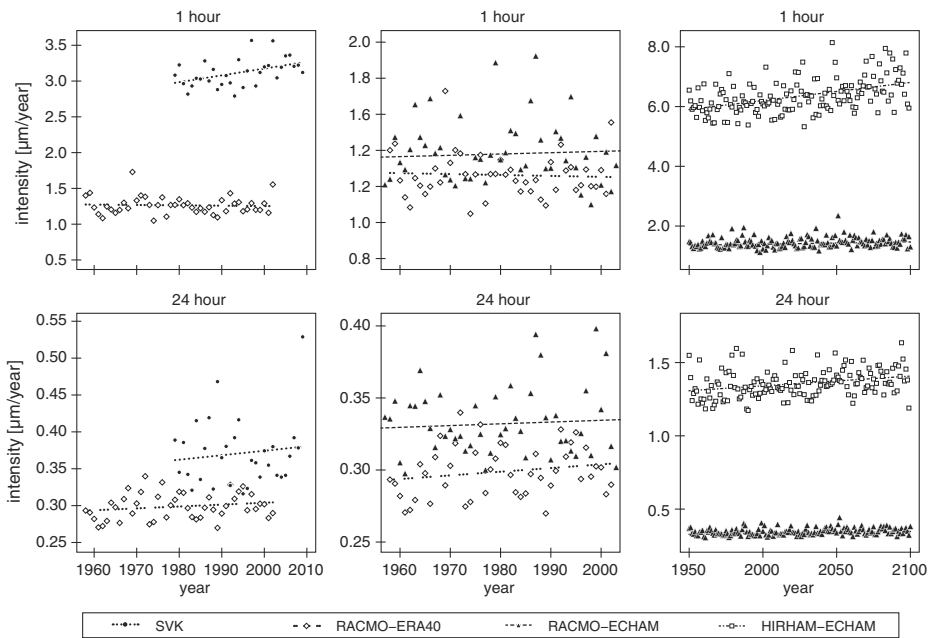 1 hour
1 hour
1 hour
intensity [µm/year]
3.5
3.0
2.5
2.0
1.5
1.0
0.5
2.0
1.8
1.6
1.2
1.2
1.0
0.8
8.0
6.0
4.0
2.0
24 hour
24 hour
24 hour
intensity [µm/year]
0.55
0.50
0.45
0.40
0.35
0.30
0.25
0.40
0.35
0.30
0.25
1.5
1.0
0.5
1960 1970 1980 1990 2000 2010
1960 1970 1980 1990 2000
1950 2000 2050 2100
year
year
year
SVK RACMO−ERA40 RACMO−ECHAM HIRHAM−ECHAM